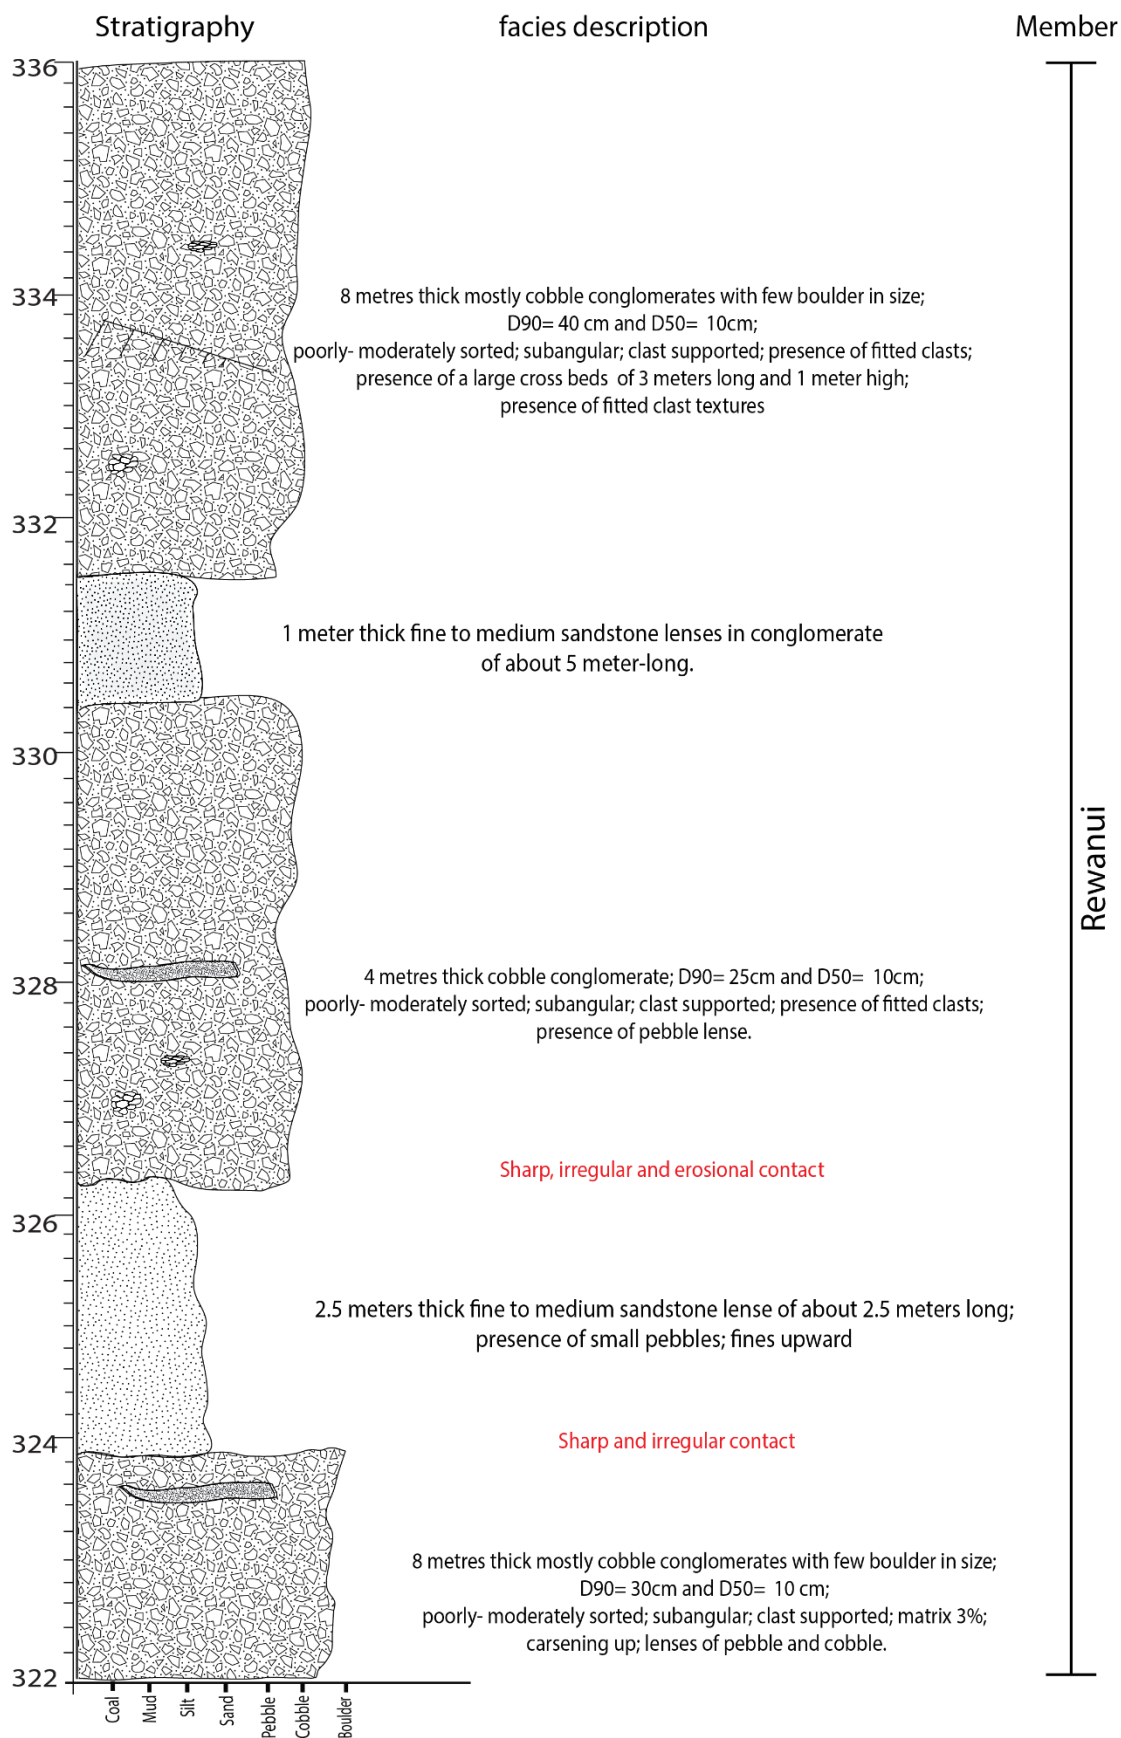 Stratigraphy facies description Member
336
334
8 metres thick mostly cobble conglomerates with few boulder in size;
D90= 40 cm and D50= 10cm;
poorly- moderately sorted; subangular; clast supported; presence of fitted clasts;
presence of a large cross beds of 3 meters long and 1 meter high;
presence of fitted clast textures
332
1 meter thick fine to medium sandstone lenses in conglomerate
of about 5 meter-long.
330
Rewanui
328
4 metres thick cobble conglomerate; D90= 25cm and D50= 10cm;
poorly- moderately sorted; subangular; clast supported; presence of fitted clasts;
presence of pebble lense.
Sharp, irregular and erosional contact
326
2.5 meters thick fine to medium sandstone lense of about 2.5 meters long;
presence of small pebbles; fines upward
324
Sharp and irregular contact
8 metres thick mostly cobble conglomerates with few boulder in size;
D90= 30cm and D50= 10 cm;
poorly- moderately sorted; subangular; clast supported; matrix 3%;
carsening up; lenses of pebble and cobble.
322
Coal
Mud
Silt
Sand
Pebble
Cobble
Boulder